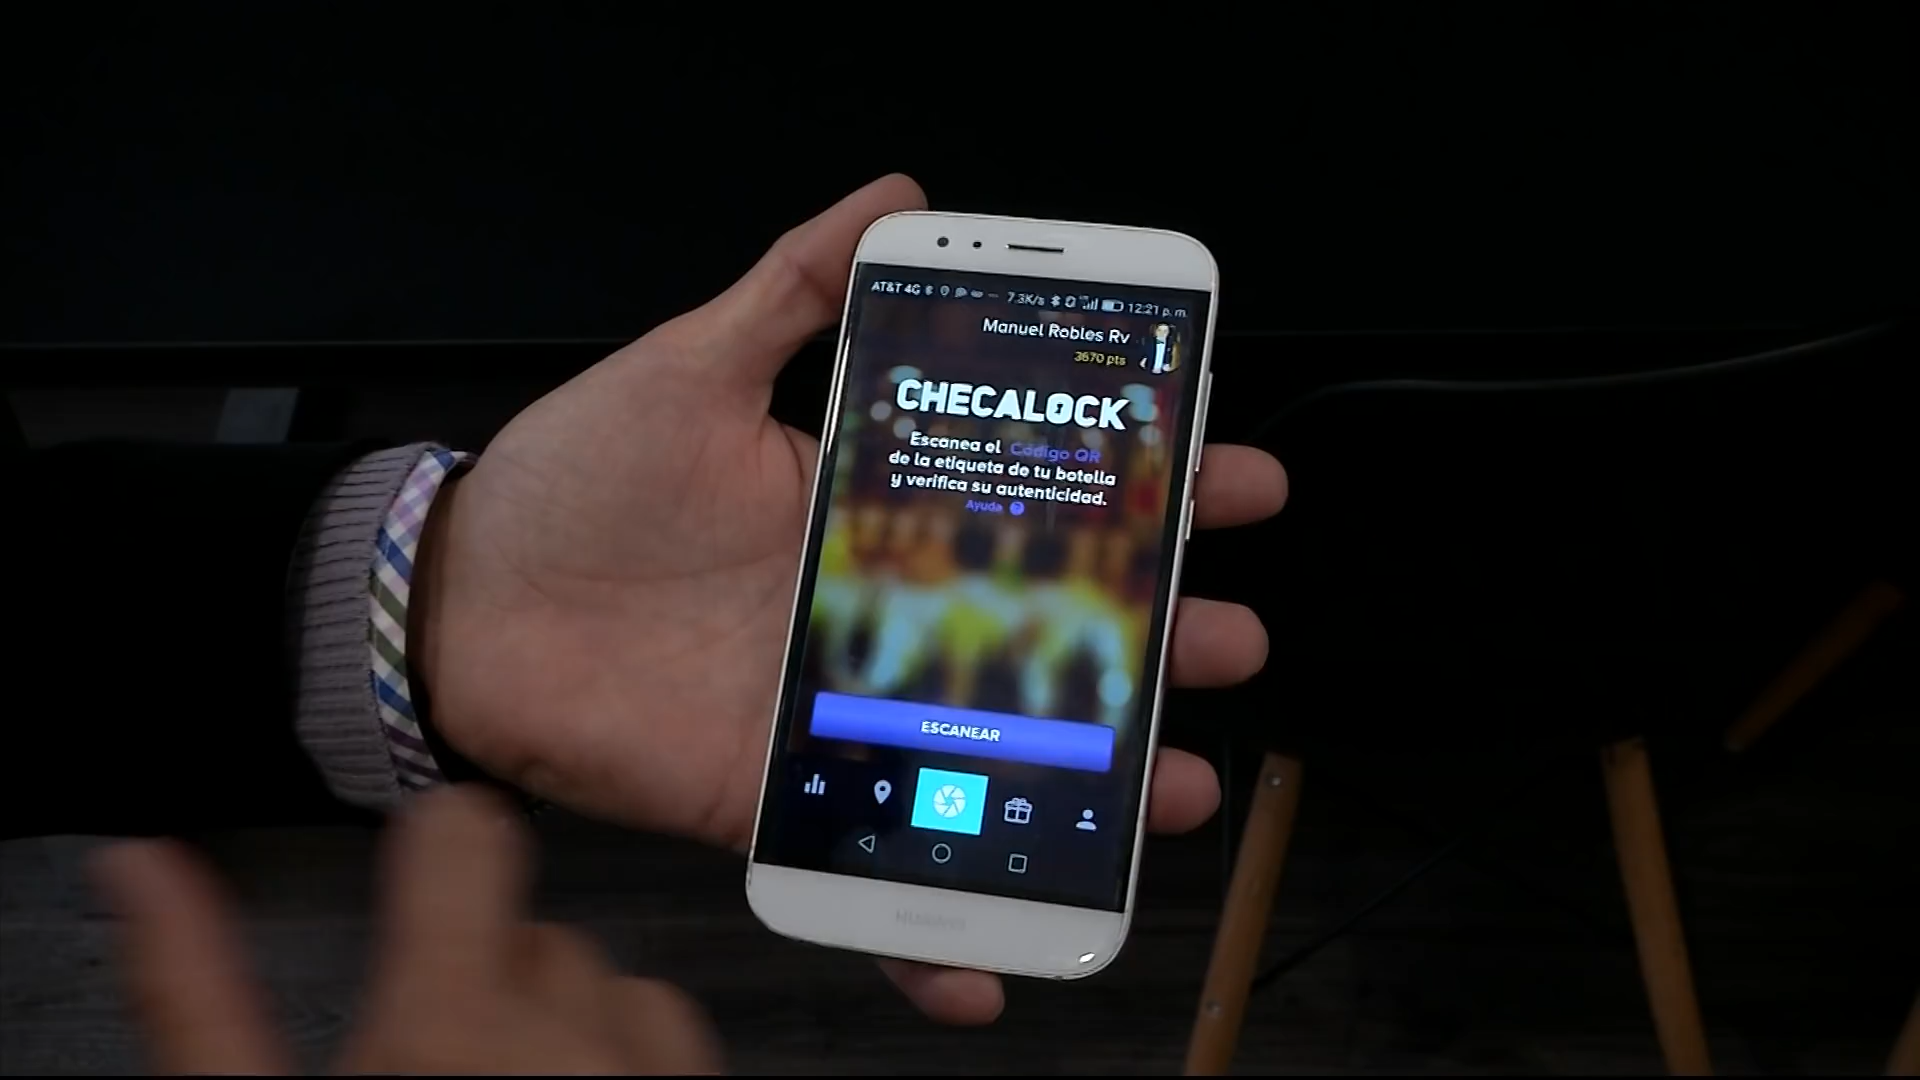 AT&T 4G 7.3K/s 12:21 p. m.
Manuel Robles Rv
3670 pts
CHECALOCK
Escanea el Código QR
de la etiqueta de tu botella
y verifica su autenticidad.
Ayuda ?
ESCANEAR
HUAWEI